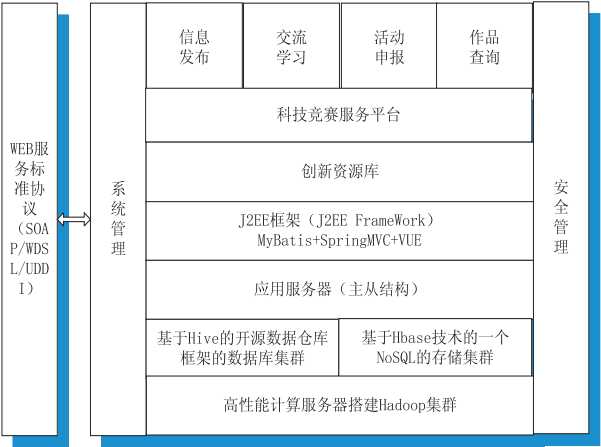 信息
发布
交流
学习
活动
申报
作品
查询
科技竞赛服务平台
创新资源库
J2EE框架（J2EE FrameWork）
MyBatis+SpringMVC+VUE
应用服务器（主从结构）
基于Hive的开源数据仓库
框架的数据库集群
基于Hbase技术的一个
NoSQL的存储集群
高性能计算服务器搭建Hadoop集群
WEB服
务标
准协
议
（SOA
P/WDS
L/UDD
I）
系
统
管
理
安
全
管
理